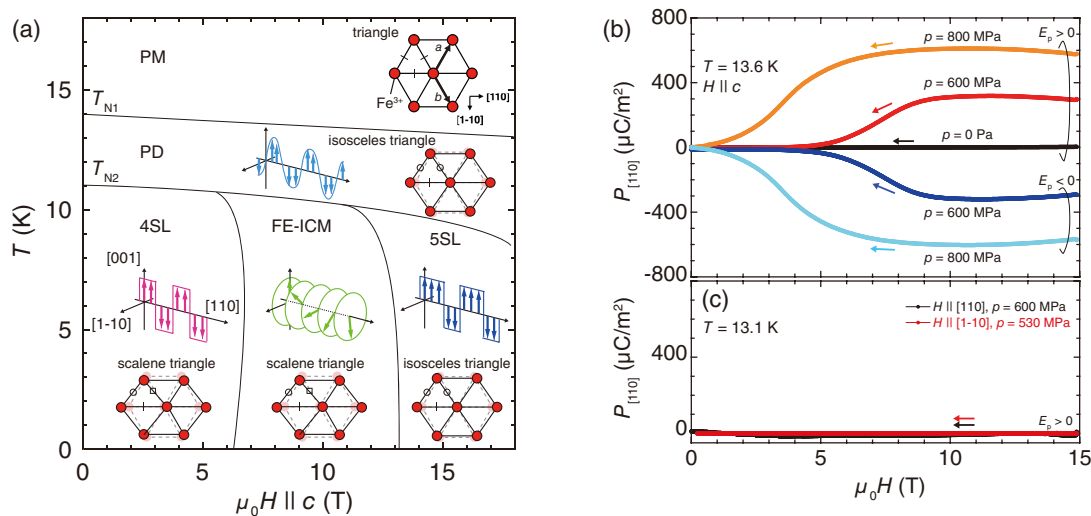 (a)
PM
triangle
a
b
Fe³⁺
[110]
[1-10]
T_N1
PD
isosceles triangle
T_N2
4SL
FE-ICM
5SL
[001]
[110]
[1-10]
scalene triangle
scalene triangle
isosceles triangle
T (K)
15
10
5
0
0
5
10
15
μ₀H || c (T)
(b)
800
400
0
-400
-800
P_[110] (μC/m²)
T = 13.6 K
H || c
p = 800 MPa
E_p > 0
p = 600 MPa
p = 0 Pa
E_p < 0
p = 600 MPa
p = 800 MPa
(c)
400
0
P_[110] (μC/m²)
T = 13.1 K
H || [110], p = 600 MPa
H || [1-10], p = 530 MPa
E_p > 0
0
5
10
15
μ₀H (T)